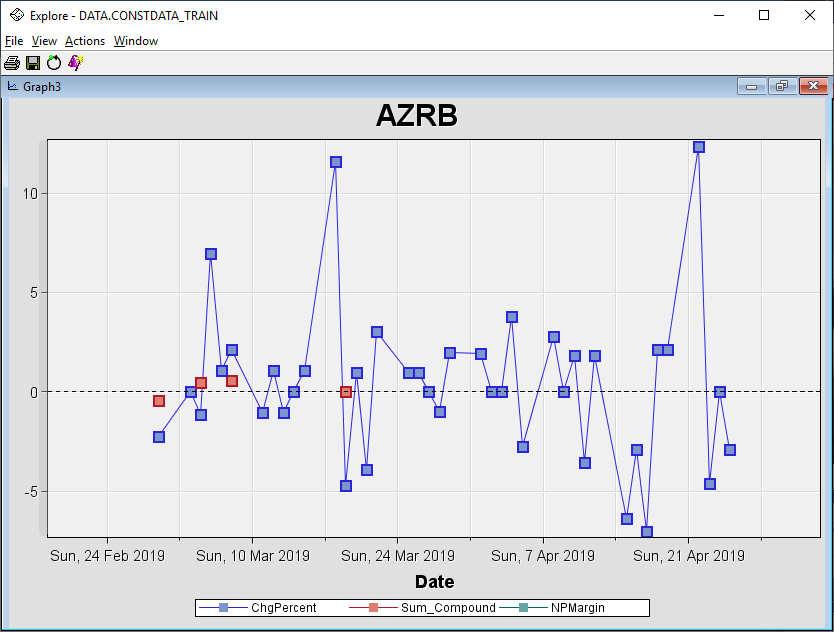 Explore - DATA.CONSTDATA_TRAIN
File View Actions Window
Graph3
AZRB
10
5
0
-5
Sun, 24 Feb 2019 Sun, 10 Mar 2019 Sun, 24 Mar 2019 Sun, 7 Apr 2019 Sun, 21 Apr 2019
Date
ChgPercent Sum_Compound NPMargin